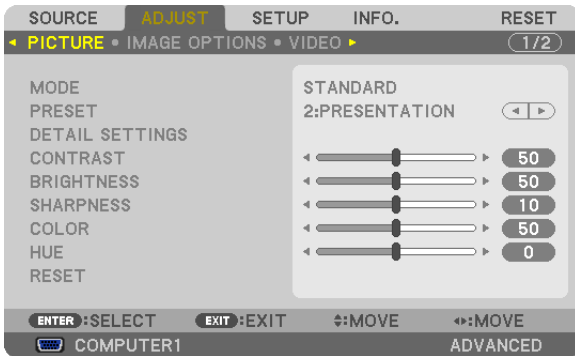 SOURCE ADJUST SETUP INFO. RESET
PICTURE • IMAGE OPTIONS • VIDEO 1/2
MODE STANDARD
PRESET 2:PRESENTATION
DETAIL SETTINGS
CONTRAST 50
BRIGHTNESS 50
SHARPNESS 10
COLOR 50
HUE 0
RESET
ENTER:SELECT EXIT:EXIT :MOVE :MOVE
COMPUTER1 ADVANCED